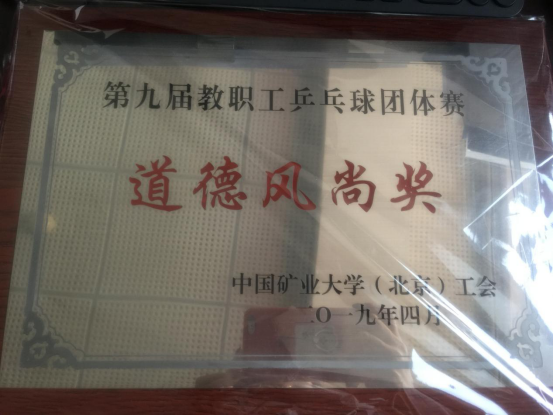 第九届教职工乒乓球团体赛
道德风尚奖
中国矿业大学（北京）工会
二〇一九年四月